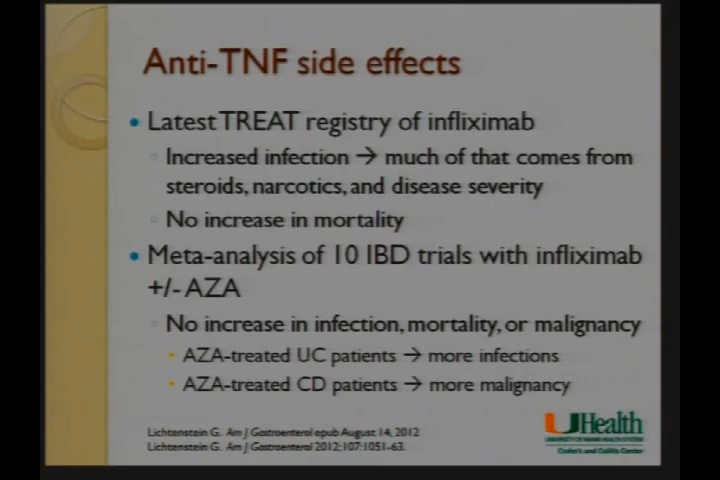 Anti-TNF side effects
Latest TREAT registry of infliximab
Increased infection → much of that comes from
steroids, narcotics, and disease severity
No increase in mortality
Meta-analysis of 10 IBD trials with infliximab
+/- AZA
No increase in infection, mortality, or malignancy
AZA-treated UC patients → more infections
AZA-treated CD patients → more malignancy
Lichtenstein G. Am J Gastroenterol epub August 14, 2012
Lichtenstein G. Am J Gastroenterol 2012;107:1051-63.
UHealth
UNIVERSITY OF MIAMI HEALTH SYSTEM
Crohn's and Colitis Center